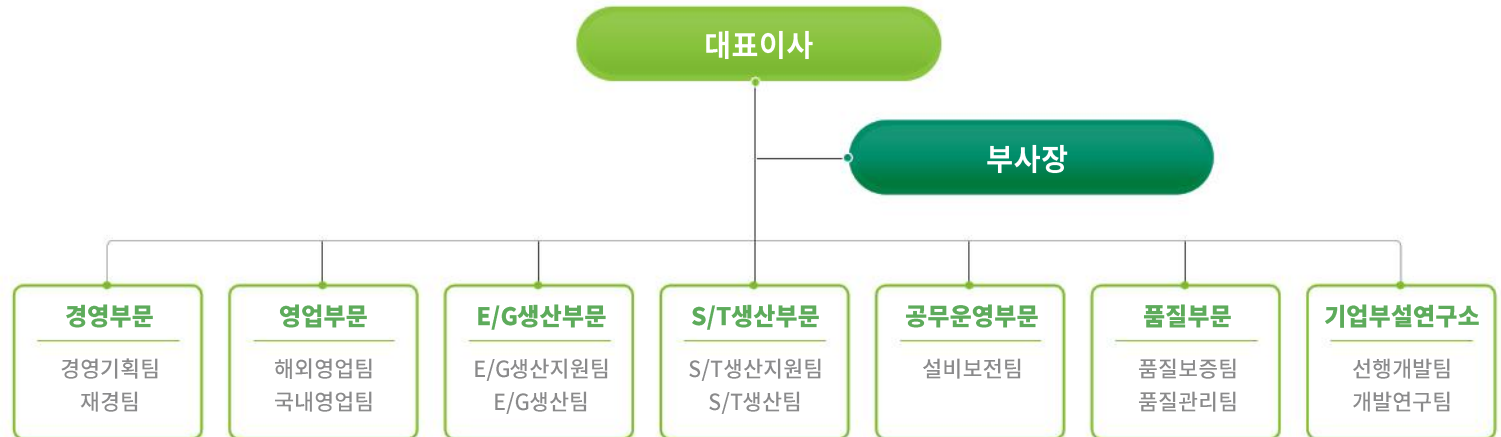 대표이사
부사장
경영부문
경영기획팀
재경팀
영업부문
해외영업팀
국내영업팀
E/G생산부문
E/G생산지원팀
E/G생산팀
S/T생산부문
S/T생산지원팀
S/T생산팀
공무운영부문
설비보전팀
품질부문
품질보증팀
품질관리팀
기업부설연구소
선행개발팀
개발연구팀